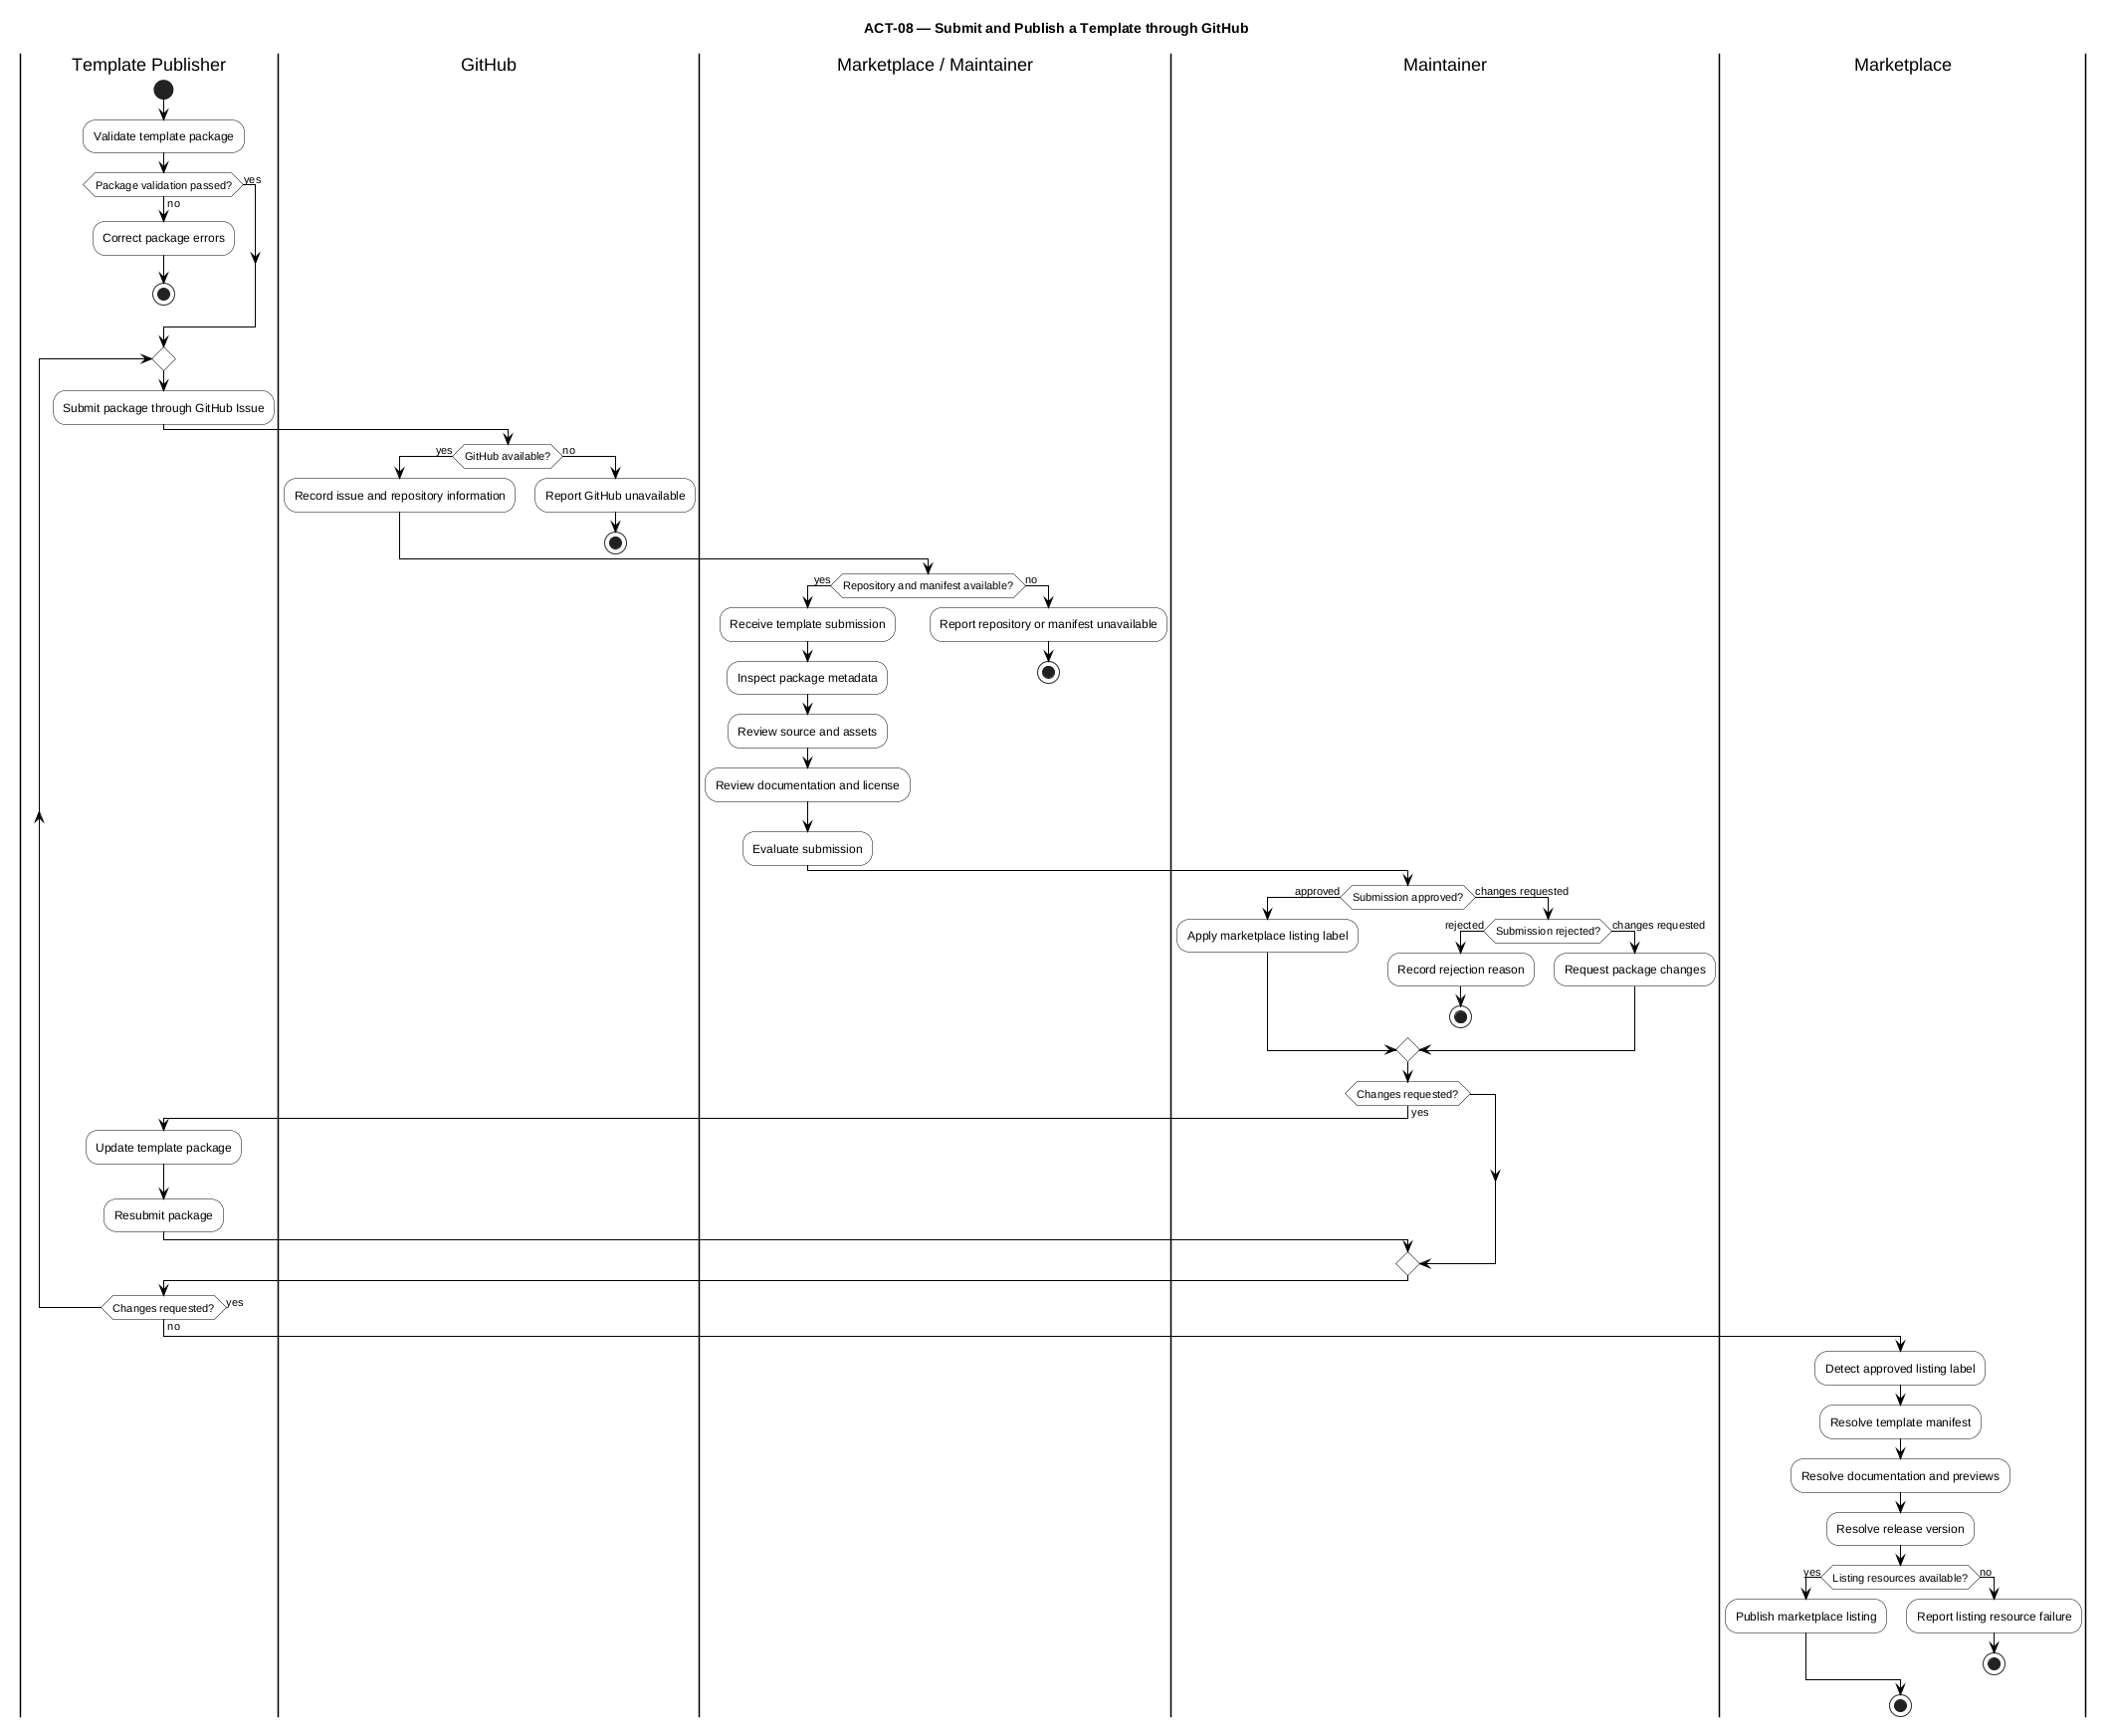 ACT-08 — Submit and Publish a Template through GitHub
Template Publisher
GitHub
Marketplace / Maintainer
Maintainer
Marketplace
Validate template package
Package validation passed?
yes
no
Correct package errors
Submit package through GitHub Issue
yes
GitHub available?
no
Record issue and repository information
Report GitHub unavailable
yes
Repository and manifest available?
no
Receive template submission
Report repository or manifest unavailable
Inspect package metadata
Review source and assets
Review documentation and license
Evaluate submission
approved
Submission approved?
changes requested
Apply marketplace listing label
rejected
Submission rejected?
changes requested
Record rejection reason
Request package changes
Changes requested?
yes
Update template package
Resubmit package
Changes requested?
yes
no
Detect approved listing label
Resolve template manifest
Resolve documentation and previews
Resolve release version
yes
Listing resources available?
no
Publish marketplace listing
Report listing resource failure